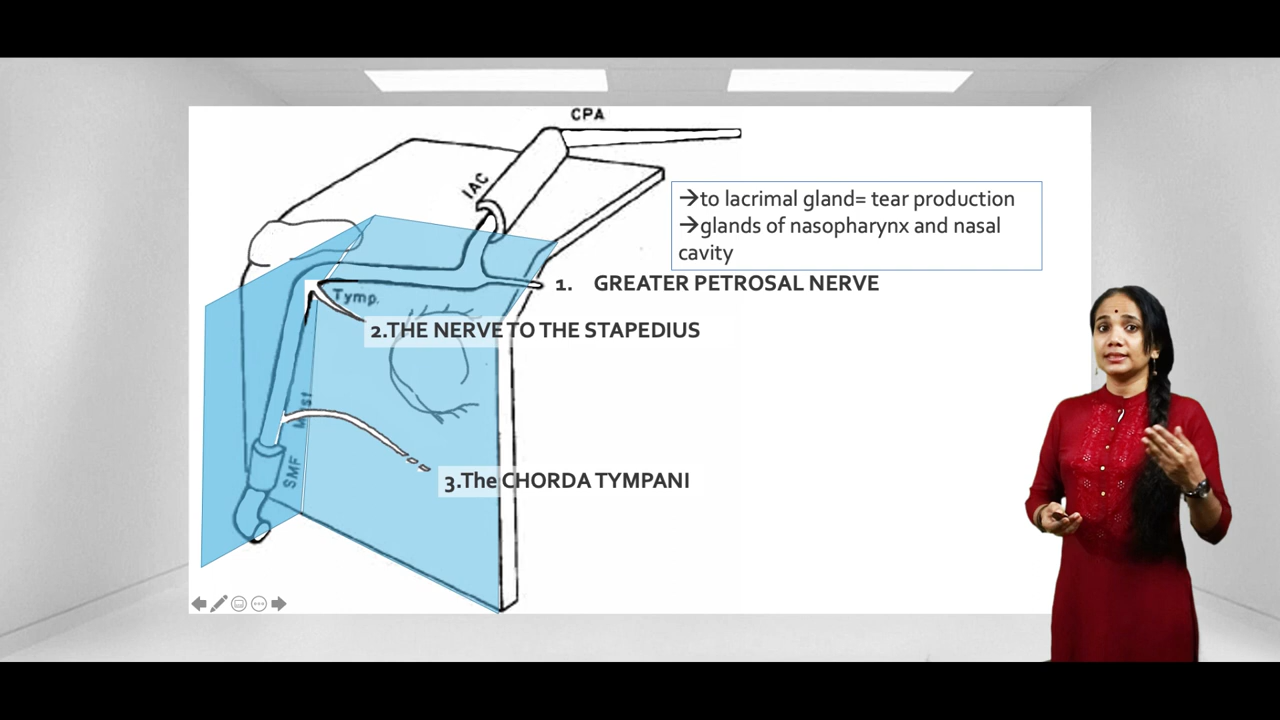 CPA
IAC
→to lacrimal gland= tear production
→glands of nasopharynx and nasal
cavity
1. GREATER PETROSAL NERVE
Tymp.
2.THE NERVE TO THE STAPEDIUS
SMF
3.The CHORDA TYMPANI